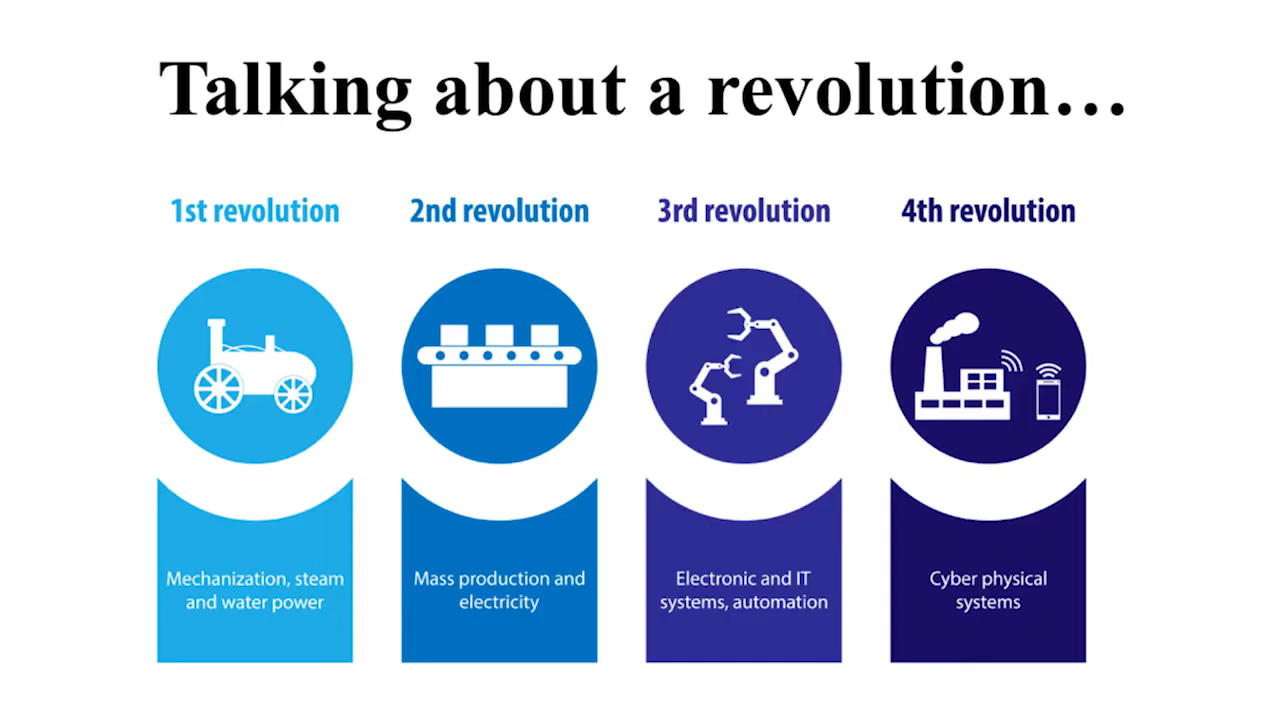 Talking about a revolution…
1st revolution
Mechanization, steam
and water power
2nd revolution
Mass production and
electricity
3rd revolution
Electronic and IT
systems, automation
4th revolution
Cyber physical
systems